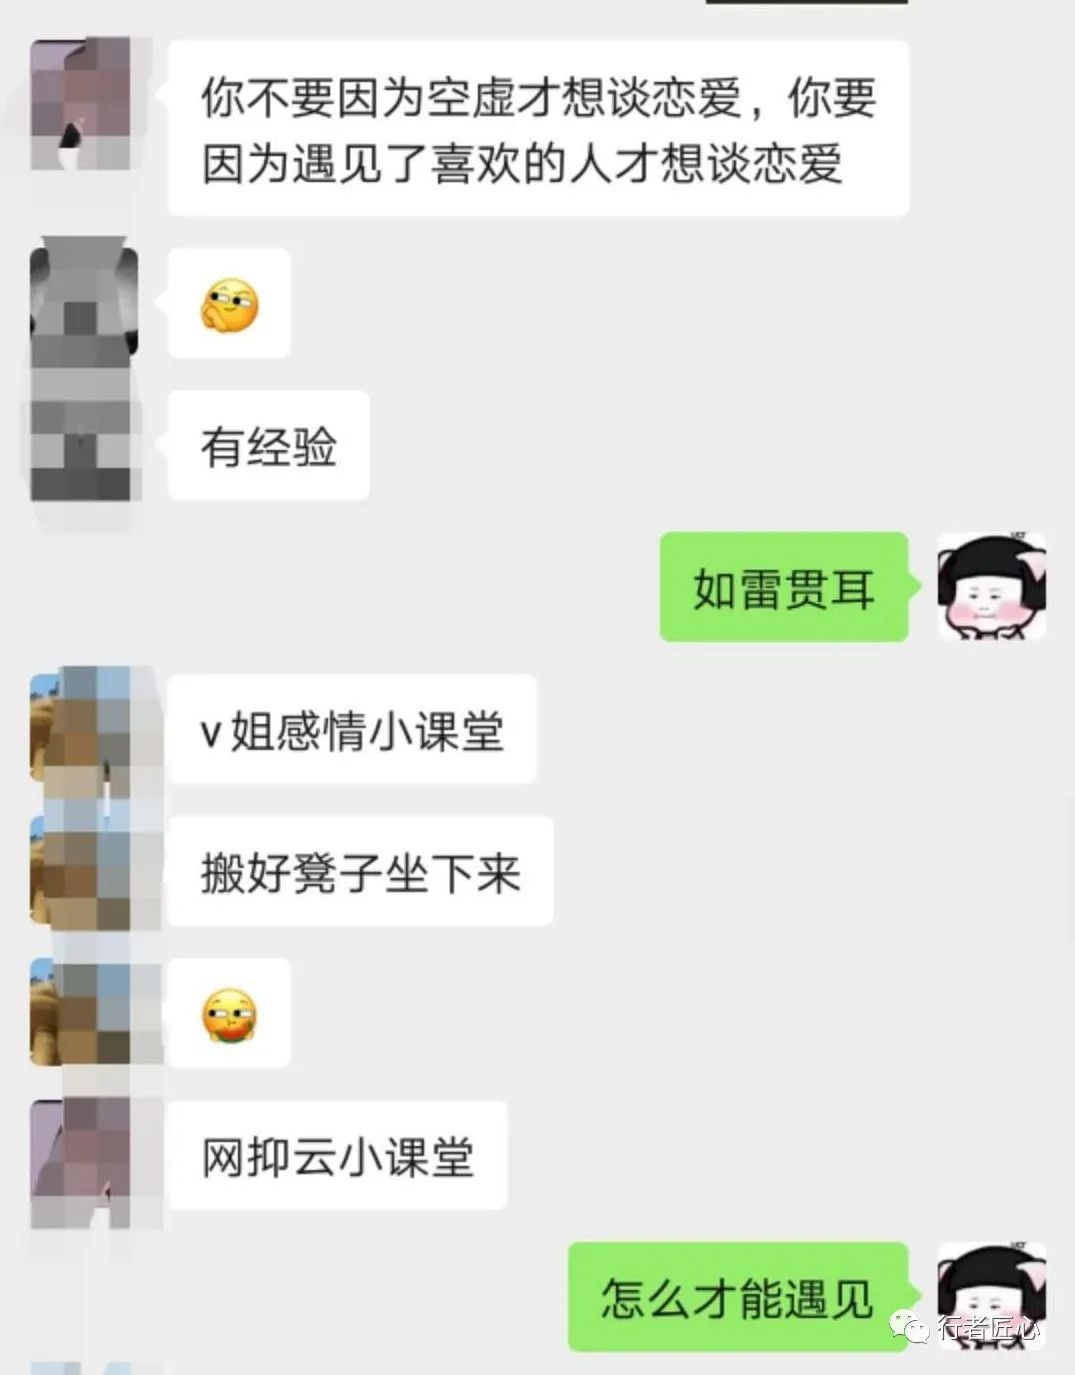 你不要因为空虚才想谈恋爱，你要
因为遇见了喜欢的人才想谈恋爱
有经验
如雷贯耳
v姐感情小课堂
搬好凳子坐下来
网抑云小课堂
怎么才能遇见
行者匠心